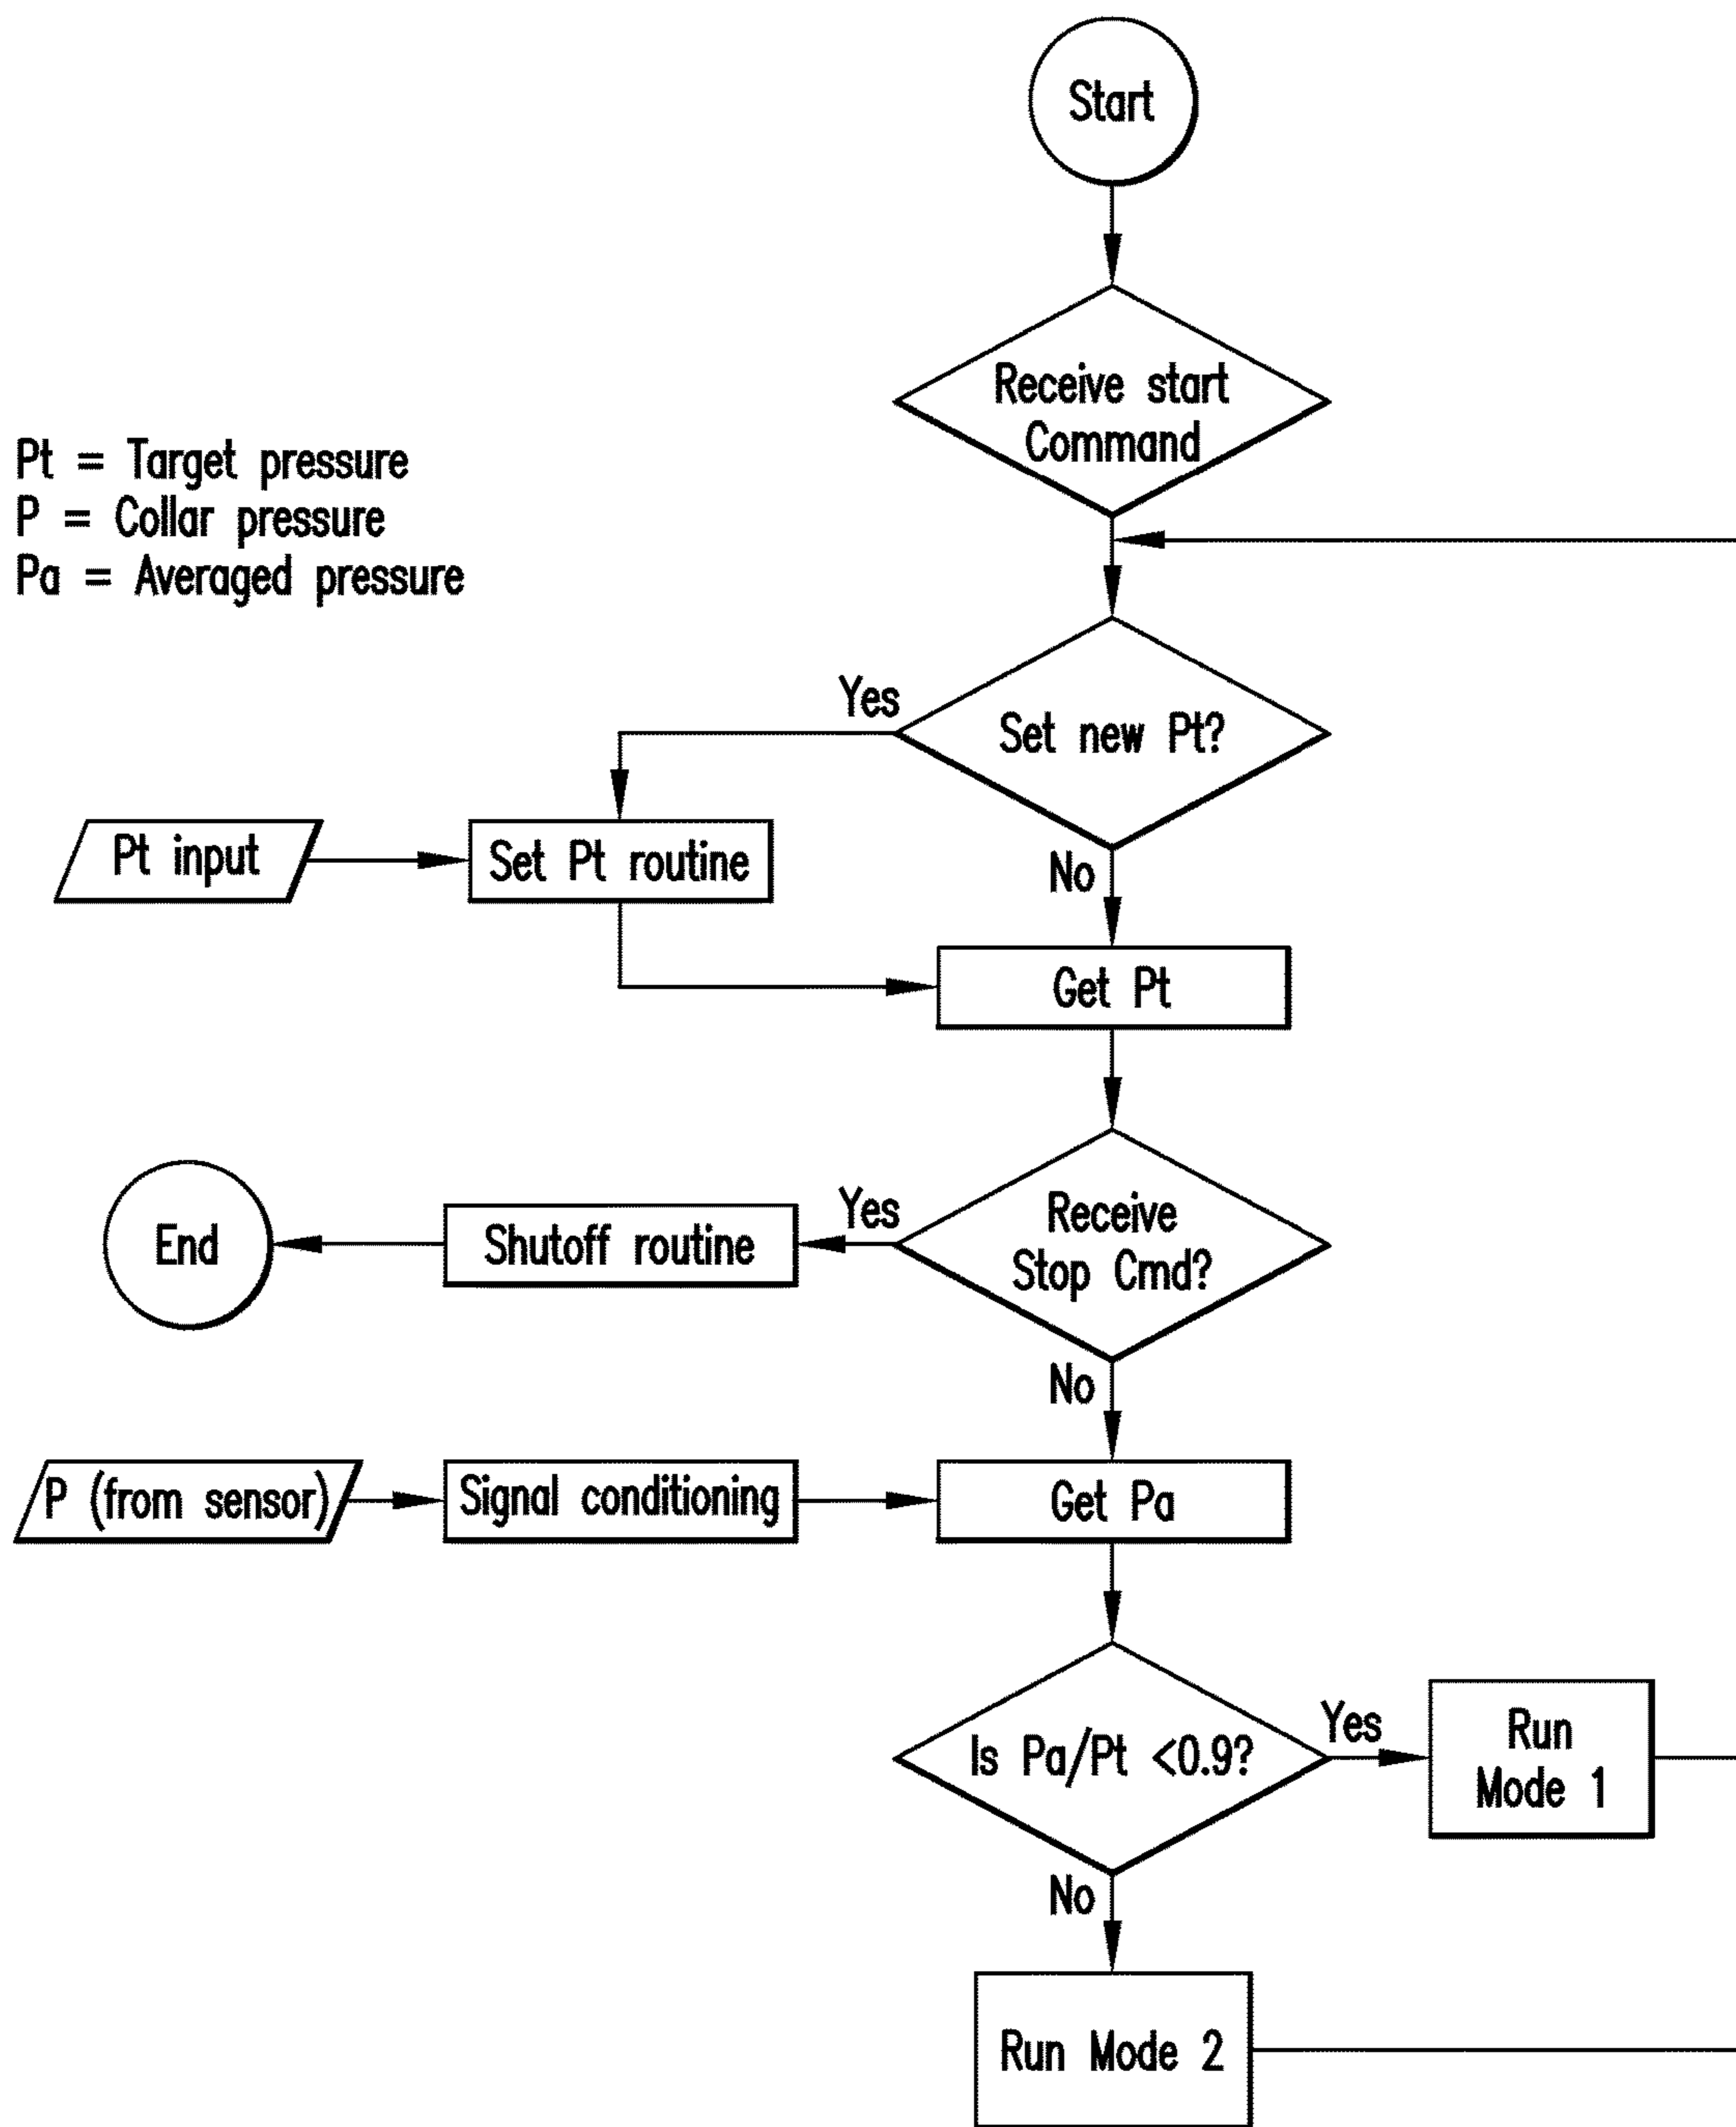 Start
Receive start
Command
Pt = Target pressure
P = Collar pressure
Pa = Averaged pressure
Yes
Set new Pt?
Pt input
Set Pt routine
No
Get Pt
End
Shutoff routine
Yes
Receive
Stop Cmd?
No
P (from sensor)
Signal conditioning
Get Pa
Is Pa/Pt <0.9?
Yes
Run
Mode 1
No
Run Mode 2